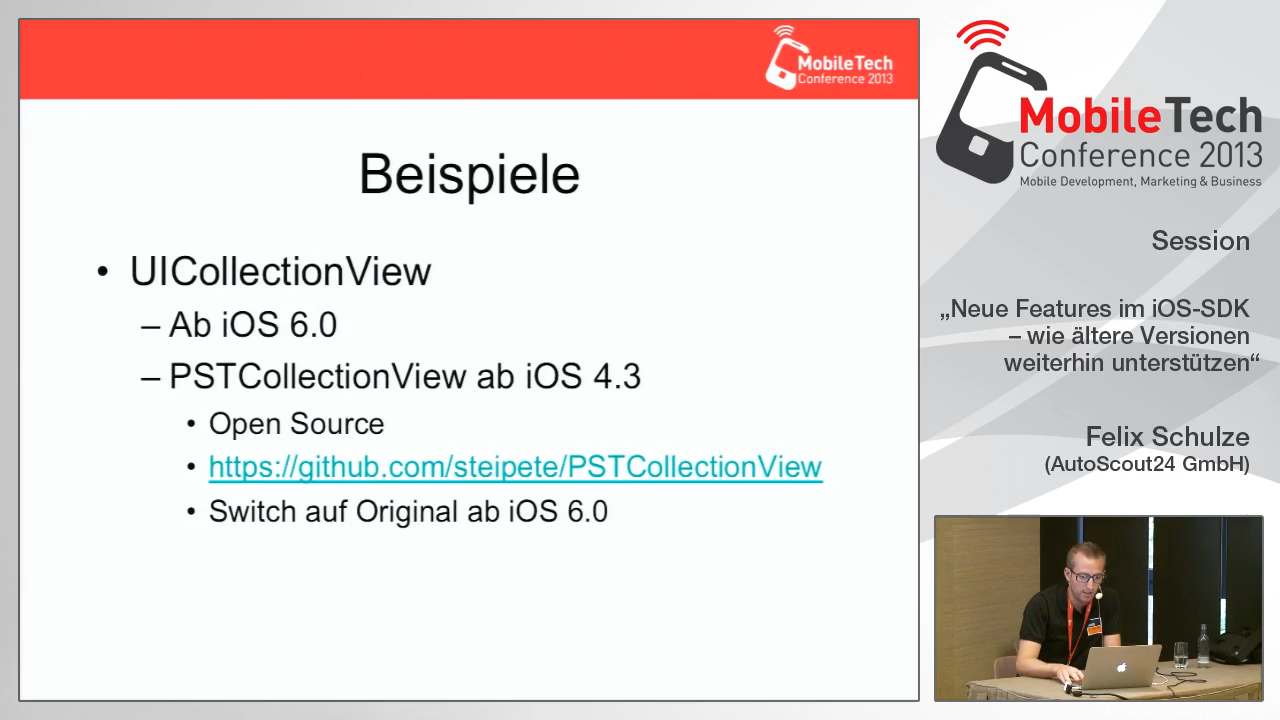 MobileTech
Conference 2013
Beispiele
• UICollectionView
– Ab iOS 6.0
– PSTCollectionView ab iOS 4.3
• Open Source
• https://github.com/steipete/PSTCollectionView
• Switch auf Original ab iOS 6.0
MobileTech
Conference 2013
Mobile Development, Marketing & Business
Session
„Neue Features im iOS-SDK
– wie ältere Versionen
weiterhin unterstützen“
Felix Schulze
(AutoScout24 GmbH)